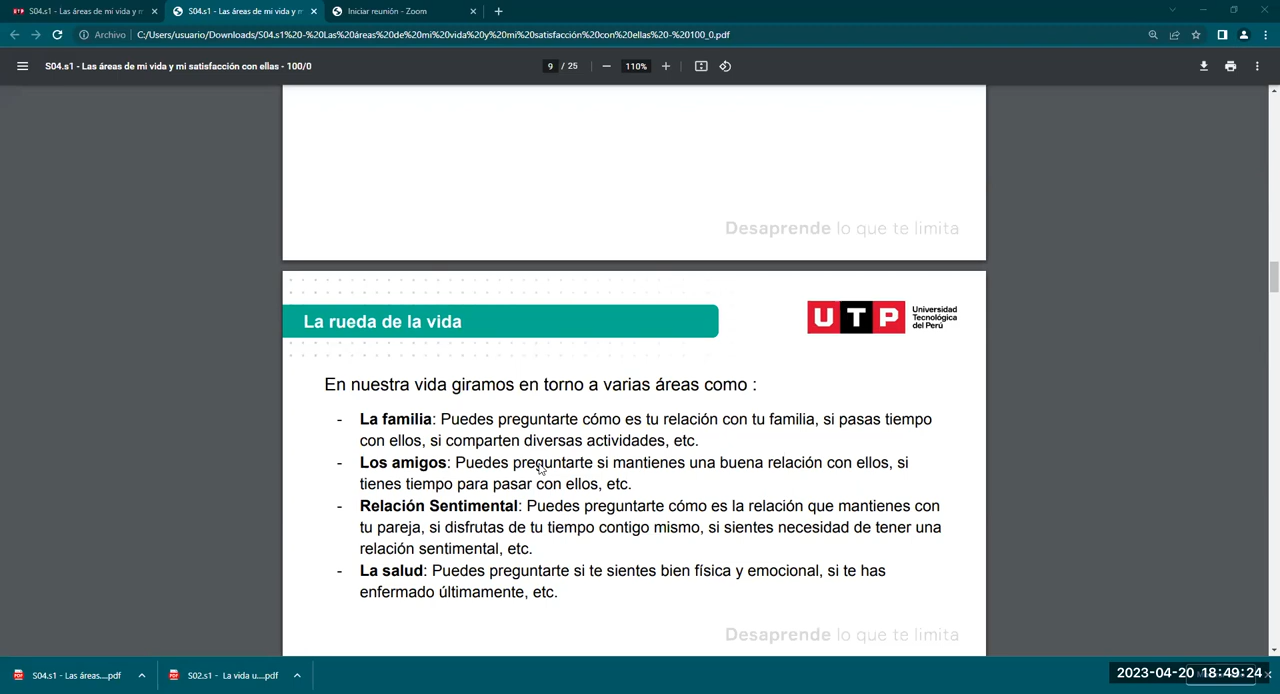 S04.s1 - Las áreas de mi vida y m
S04.s1 - Las áreas de mi vida y m
Iniciar reunión - Zoom
Archivo
C:/Users/usuario/Downloads/S04.s1%20-%20Las%20áreas%20de%20mi%20vida%20y%20mi%20satisfacción%20con%20ellas%20-%20100_0.pdf
S04.s1 - Las áreas de mi vida y mi satisfacción con ellas - 100/0
9 / 25
110%
Desaprende lo que te limita
La rueda de la vida
UTP
Universidad
Tecnológica
del Perú
En nuestra vida giramos en torno a varias áreas como :
- La familia: Puedes preguntarte cómo es tu relación con tu familia, si pasas tiempo
con ellos, si comparten diversas actividades, etc.
- Los amigos: Puedes preguntarte si mantienes una buena relación con ellos, si
tienes tiempo para pasar con ellos, etc.
- Relación Sentimental: Puedes preguntarte cómo es la relación que mantienes con
tu pareja, si disfrutas de tu tiempo contigo mismo, si sientes necesidad de tener una
relación sentimental, etc.
- La salud: Puedes preguntarte si te sientes bien física y emocional, si te has
enfermado últimamente, etc.
Desaprende lo que te limita
S04.s1 - Las áreas....pdf
S02.s1 - La vida u....pdf
2023-04-20 18:49:24